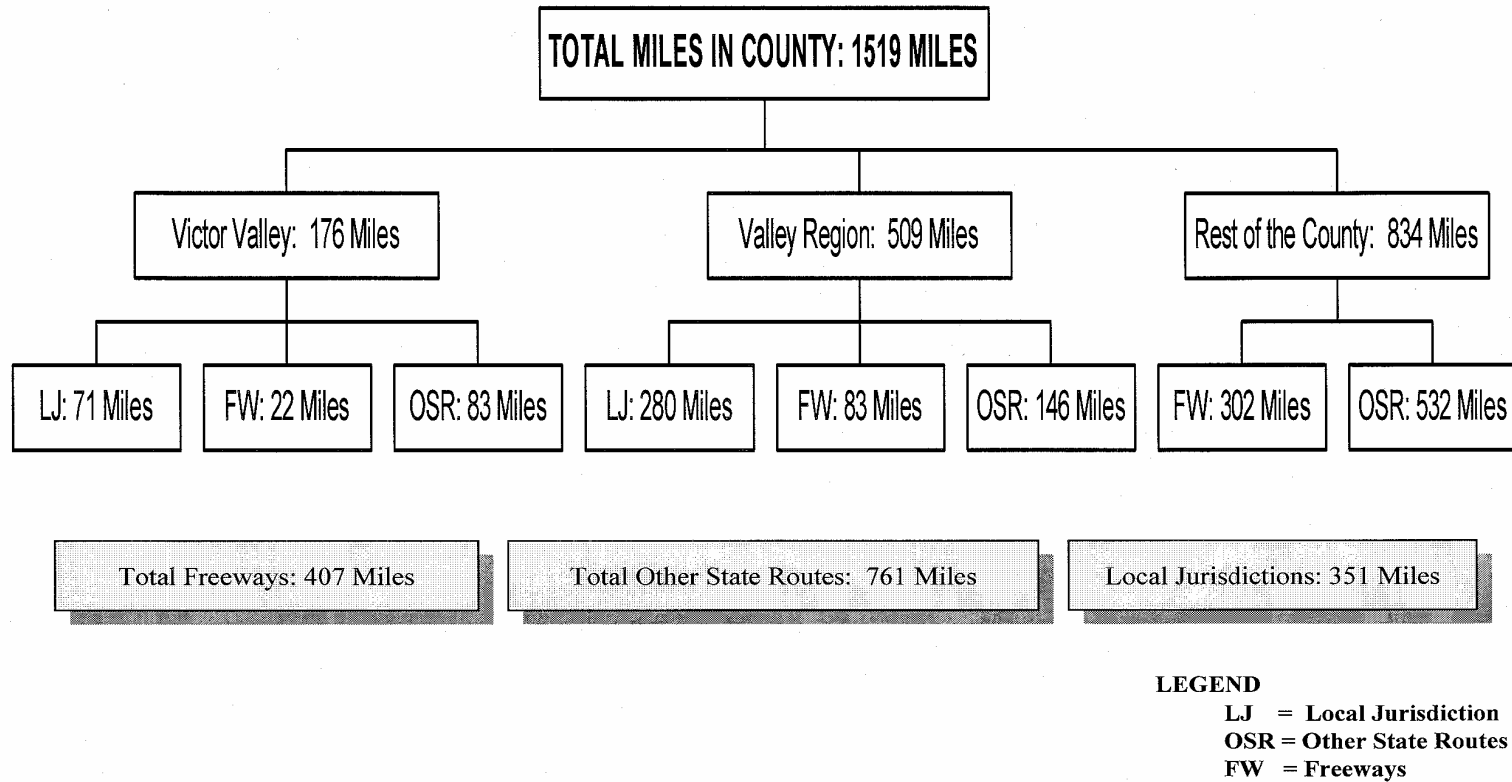 TOTAL MILES IN COUNTY: 1519 MILES
Victor Valley: 176 Miles
Valley Region: 509 Miles
Rest of the County: 834 Miles
LJ: 71 Miles
FW: 22 Miles
OSR: 83 Miles
LJ: 280 Miles
FW: 83 Miles
OSR: 146 Miles
FW: 302 Miles
OSR: 532 Miles
Total Freeways: 407 Miles
Total Other State Routes: 761 Miles
Local Jurisdictions: 351 Miles
LEGEND
LJ = Local Jurisdiction
OSR = Other State Routes
FW = Freeways